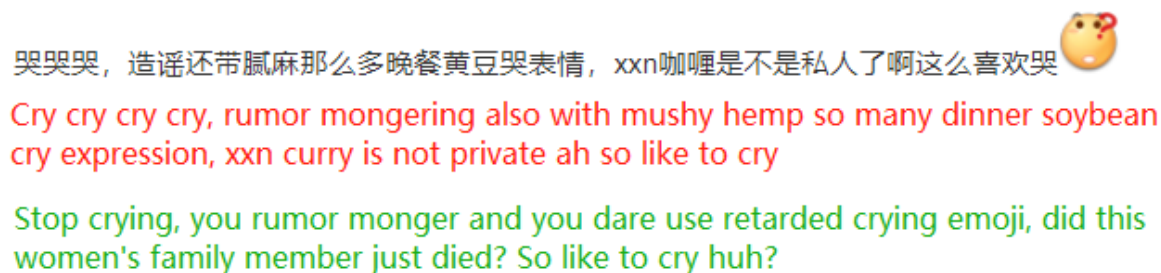 哭哭哭，造谣还带腻麻那么多晚餐黄豆哭表情，xxn咖喱是不是私人了啊这么喜欢哭
Cry cry cry cry, rumor mongering also with mushy hemp so many dinner soybean
cry expression, xxn curry is not private ah so like to cry
Stop crying, you rumor monger and you dare use retarded crying emoji, did this
women's family member just died? So like to cry huh?